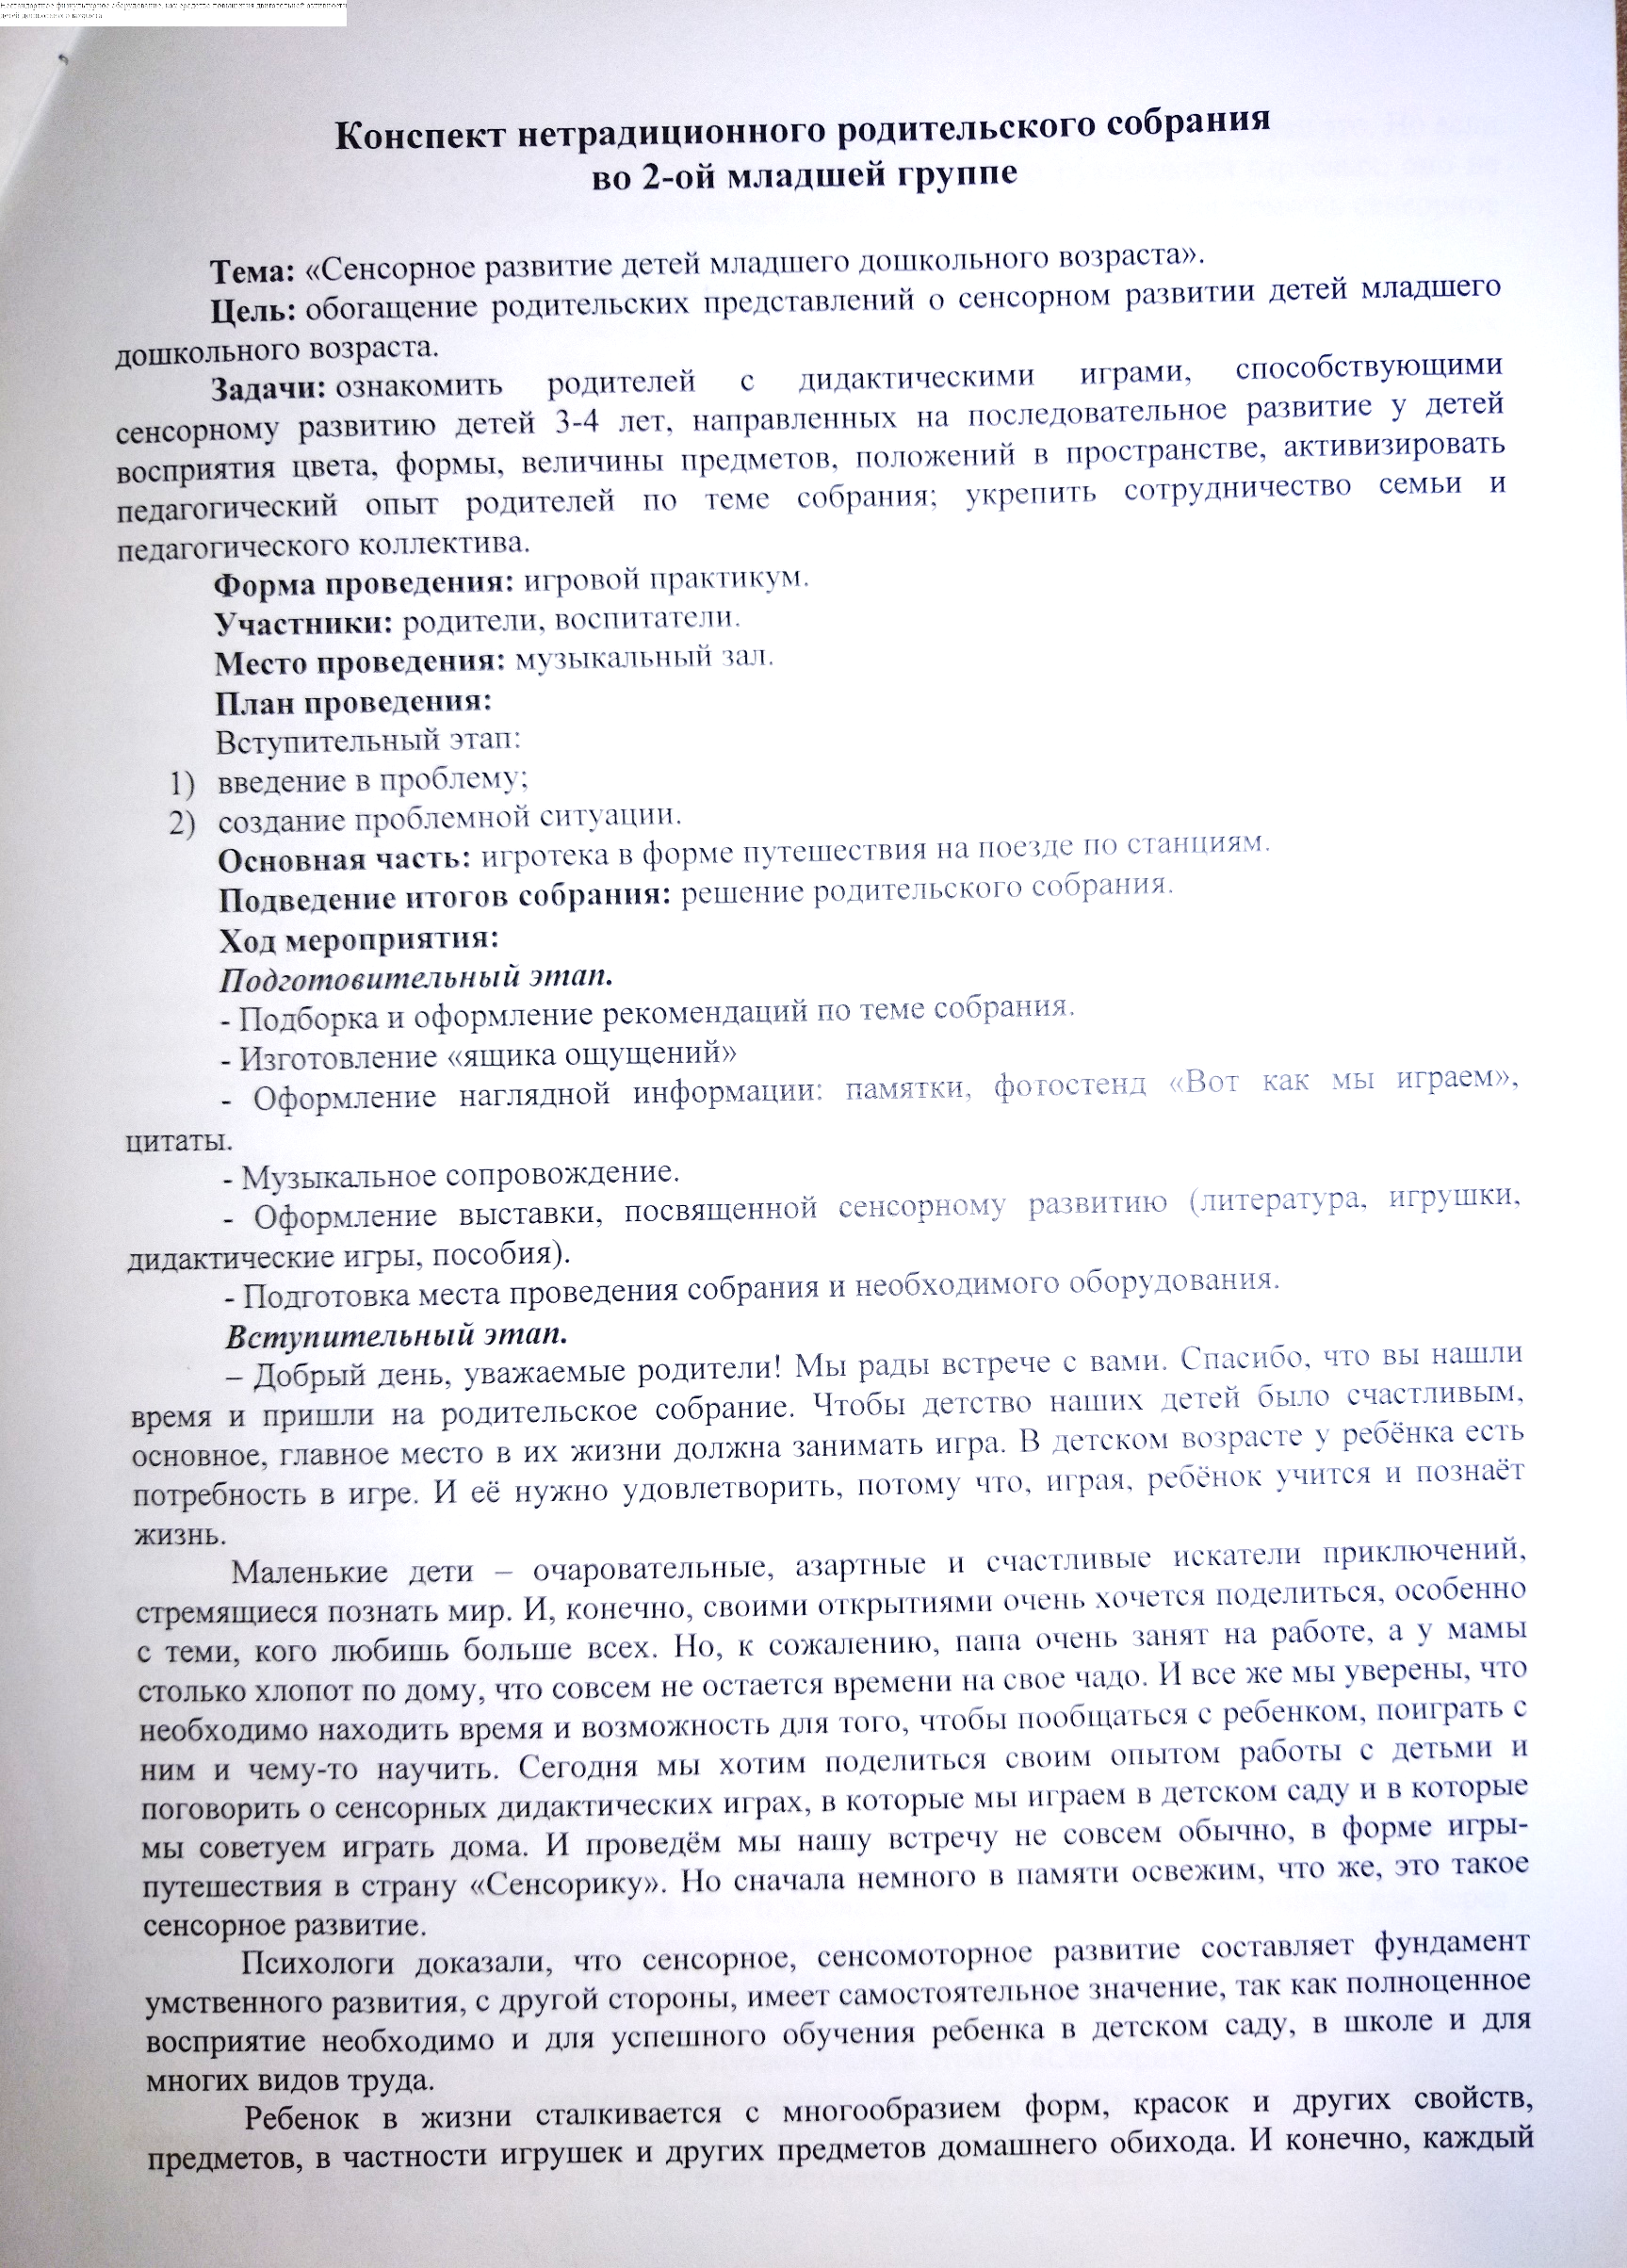 Нестандартное физкультурное оборудование, как средство повышения двигательной активности
детей дошкольного возраста
Конспект нетрадиционного родительского собрания
во 2-ой младшей группе
Тема: «Сенсорное развитие детей младшего дошкольного возраста».
Цель: обогащение родительских представлений о сенсорном развитии детей младшего
дошкольного возраста.
Задачи: ознакомить родителей с дидактическими играми, способствующими
сенсорному развитию детей 3-4 лет, направленных на последовательное развитие у детей
восприятия цвета, формы, величины предметов, положений в пространстве, активизировать
педагогический опыт родителей по теме собрания; укрепить сотрудничество семьи и
педагогического коллектива.
Форма проведения: игровой практикум.
Участники: родители, воспитатели.
Место проведения: музыкальный зал.
План проведения:
Вступительный этап:
1) введение в проблему;
2) создание проблемной ситуации.
Основная часть: игротека в форме путешествия на поезде по станциям.
Подведение итогов собрания: решение родительского собрания.
Ход мероприятия:
Подготовительный этап.
- Подборка и оформление рекомендаций по теме собрания.
- Изготовление «ящика ощущений»
- Оформление наглядной информации: памятки, фотостенд «Вот как мы играем»,
цитаты.
- Музыкальное сопровождение.
- Оформление выставки, посвященной сенсорному развитию (литература, игрушки,
дидактические игры, пособия).
- Подготовка места проведения собрания и необходимого оборудования.
Вступительный этап.
– Добрый день, уважаемые родители! Мы рады встрече с вами. Спасибо, что вы нашли
время и пришли на родительское собрание. Чтобы детство наших детей было счастливым,
основное, главное место в их жизни должна занимать игра. В детском возрасте у ребёнка есть
потребность в игре. И её нужно удовлетворить, потому что, играя, ребёнок учится и познаёт
жизнь.
Маленькие дети – очаровательные, азартные и счастливые искатели приключений,
стремящиеся познать мир. И, конечно, своими открытиями очень хочется поделиться, особенно
с теми, кого любишь больше всех. Но, к сожалению, папа очень занят на работе, а у мамы
столько хлопот по дому, что совсем не остается времени на свое чадо. И все же мы уверены, что
необходимо находить время и возможность для того, чтобы пообщаться с ребенком, поиграть с
ним и чему-то научить. Сегодня мы хотим поделиться своим опытом работы с детьми и
поговорить о сенсорных дидактических играх, в которые мы играем в детском саду и в которые
мы советуем играть дома. И проведём мы нашу встречу не совсем обычно, в форме игры-
путешествия в страну «Сенсорику». Но сначала немного в памяти освежим, что же, это такое
сенсорное развитие.
Психологи доказали, что сенсорное, сенсомоторное развитие составляет фундамент
умственного развития, с другой стороны, имеет самостоятельное значение, так как полноценное
восприятие необходимо и для успешного обучения ребенка в детском саду, в школе и для
многих видов труда.
Ребенок в жизни сталкивается с многообразием форм, красок и других свойств,
предметов, в частности игрушек и других предметов домашнего обихода. И конечно, каждый